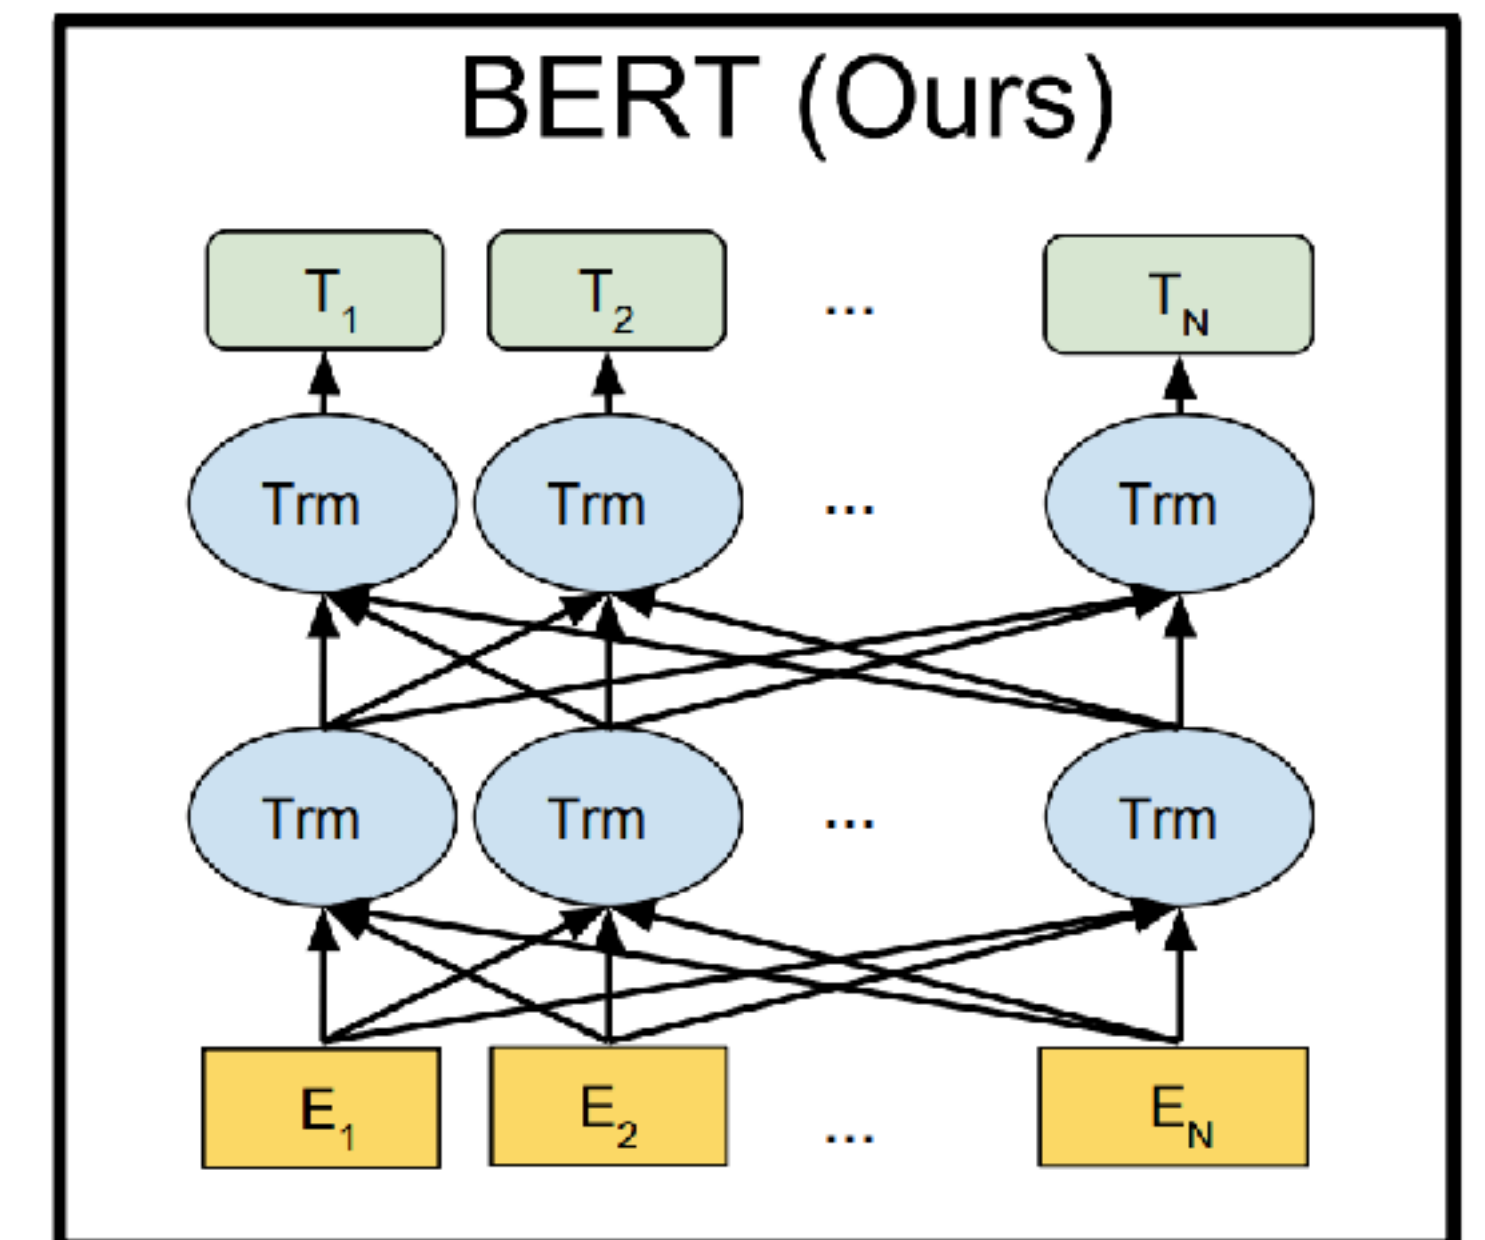 BERT (Ours)
T1 T2 ... TN
Trm Trm ... Trm
Trm Trm ... Trm
E1 E2 ... EN